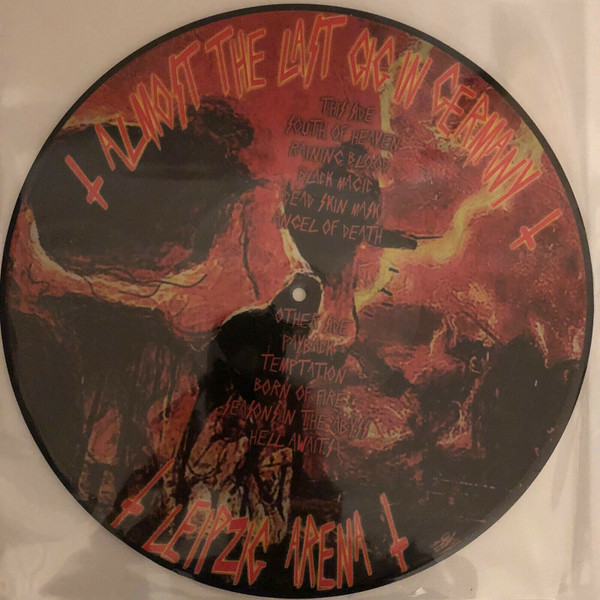 ALMOST THE LAST GIG IN GERMANY
THIS SIDE
SOUTH OF HEAVEN
RAINING BLOOD
BLACK MAGIC
DEAD SKIN MASK
ANGEL OF DEATH
OTHER SIDE
PAYBACK
TEMPTATION
BORN OF FIRE
SEASONS IN THE ABYSS
HELL AWAITS
LEIPZIG ARENA